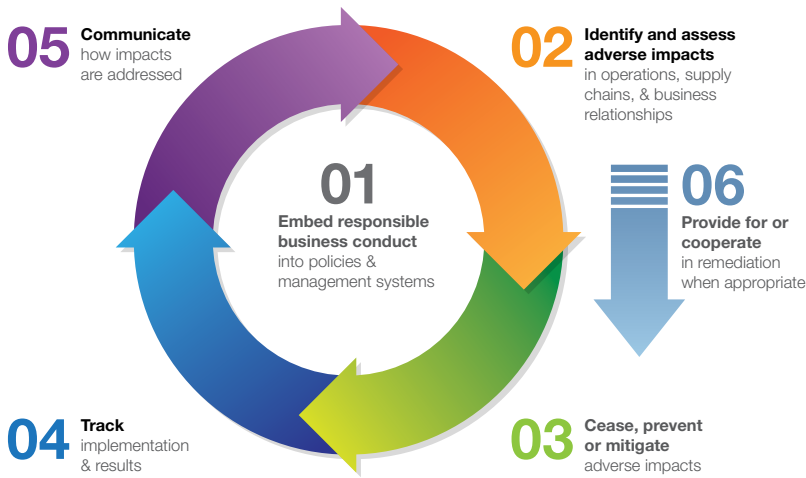 05
Communicate
how impacts
are addressed
02
Identify and assess
adverse impacts
in operations, supply
chains, & business
relationships
01
Embed responsible
business conduct
into policies &
management systems
06
Provide for or
cooperate
in remediation
when appropriate
04
Track
implementation
& results
03
Cease, prevent
or mitigate
adverse impacts